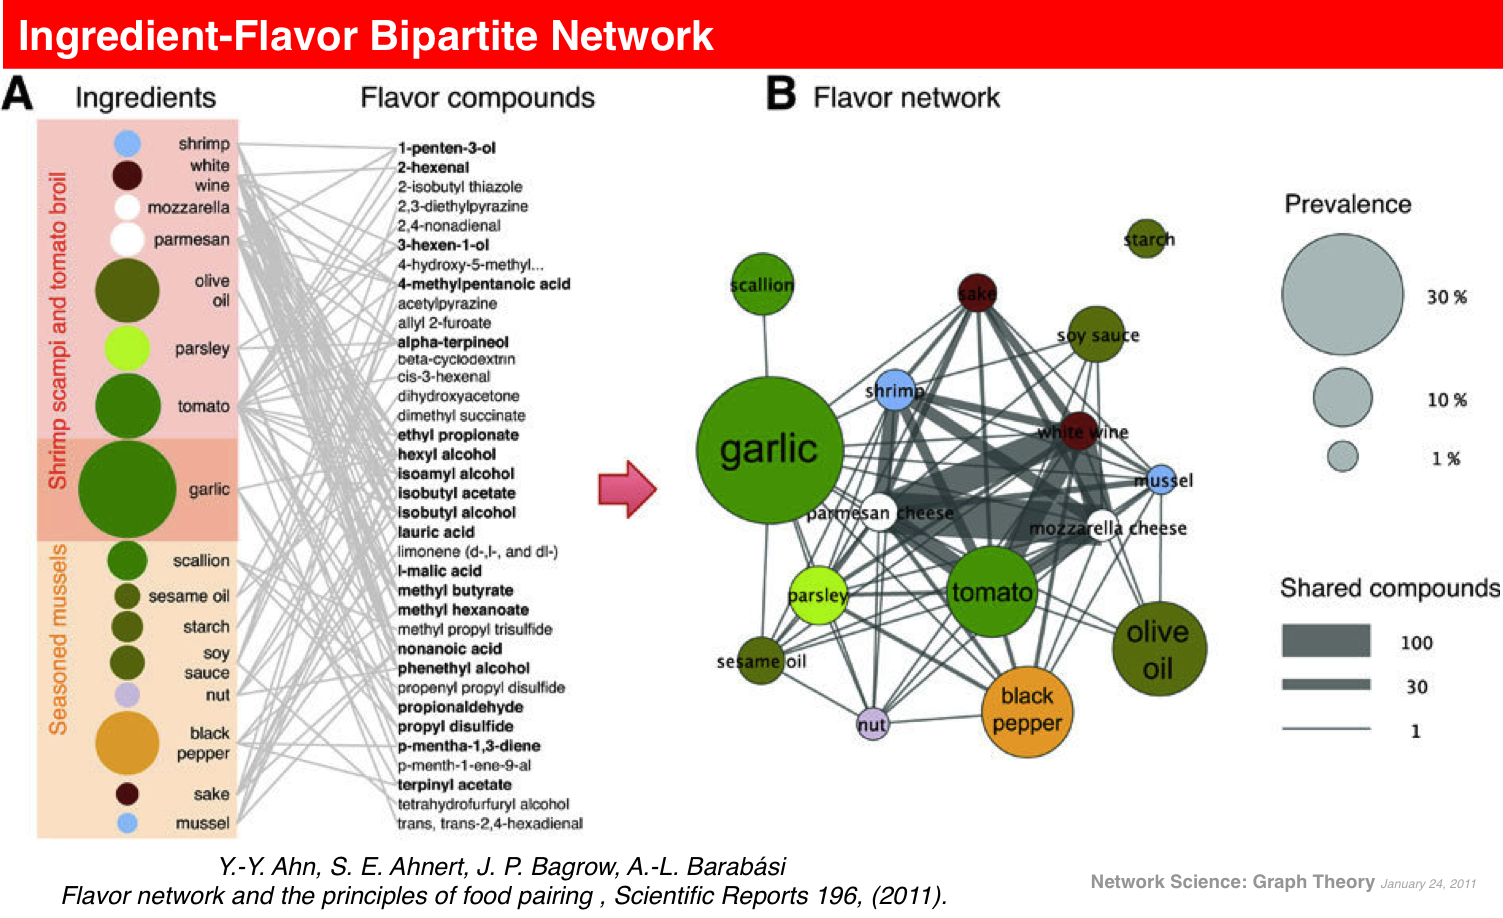 Ingredient-Flavor Bipartite Network
A Ingredients Flavor compounds
Shrimp scampi and tomato broil
Seasoned mussels
shrimp
white
wine
mozzarella
parmesan
olive
oil
parsley
tomato
garlic
scallion
sesame oil
starch
soy
sauce
nut
black
pepper
sake
mussel
1-penten-3-ol
2-hexenal
2-isobutyl thiazole
2,3-diethylpyrazine
2,4-nonadienal
3-hexen-1-ol
4-hydroxy-5-methyl...
4-methylpentanoic acid
acetylpyrazine
allyl 2-furoate
alpha-terpineol
beta-cyclodextrin
cis-3-hexenal
dihydroxyacetone
dimethyl succinate
ethyl propionate
hexyl alcohol
isoamyl alcohol
isobutyl acetate
isobutyl alcohol
lauric acid
limonene (d-,l-, and dl-)
l-malic acid
methyl butyrate
methyl hexanoate
methyl propyl trisulfide
nonanoic acid
phenethyl alcohol
propenyl propyl disulfide
propionaldehyde
propyl disulfide
p-mentha-1,3-diene
p-menth-1-ene-9-al
terpinyl acetate
tetrahydrofurfuryl alcohol
trans, trans-2,4-hexadienal
B Flavor network
starch
scallion
sake
soy sauce
shrimp
garlic
white wine
mussel
parmesan cheese
mozzarella cheese
parsley
tomato
olive
oil
sesame oil
black
pepper
nut
Prevalence
30 %
10 %
1 %
Shared compounds
100
30
1
Y.-Y. Ahn, S. E. Ahnert, J. P. Bagrow, A.-L. Barabási
Flavor network and the principles of food pairing , Scientific Reports 196, (2011).
Network Science: Graph Theory January 24, 2011